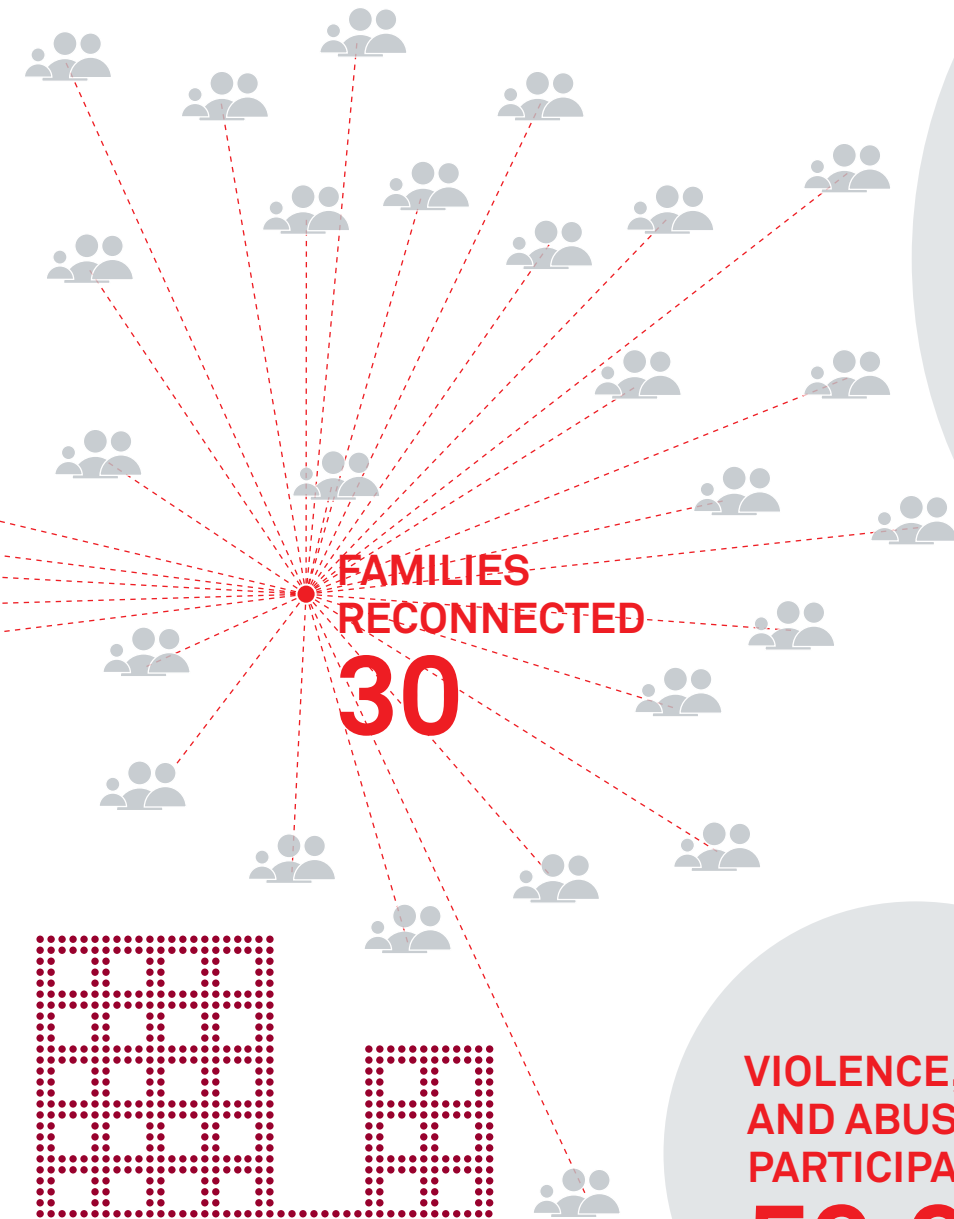 FAMILIES
RECONNECTED
30
VIOLENCE,
AND ABUS
PARTICIPA